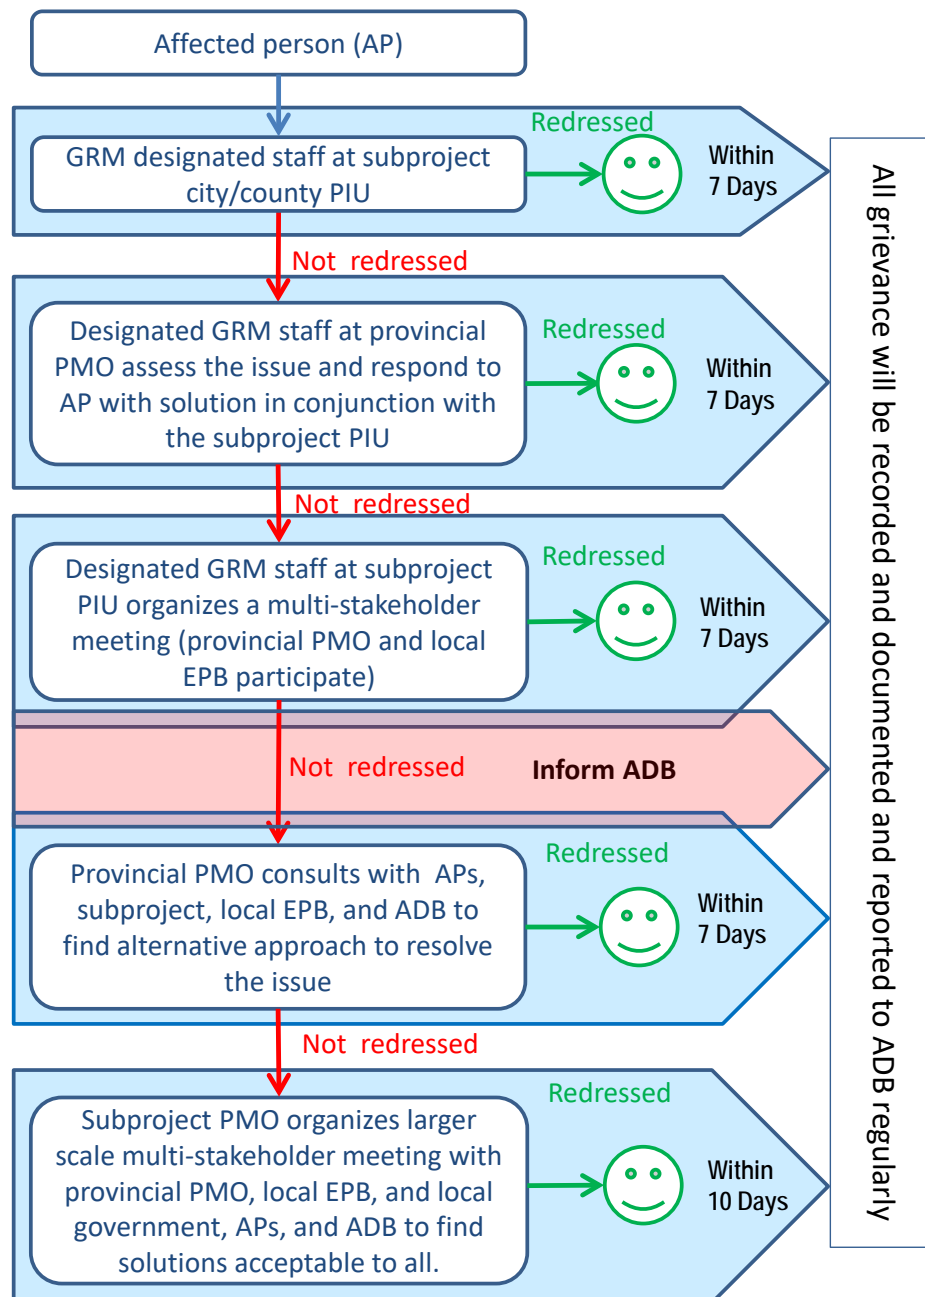 Affected person (AP)
Redressed
GRM designated staff at subproject
city/county PIU
Within
7 Days
Not redressed
Designated GRM staff at provincial
PMO assess the issue and respond to
AP with solution in conjunction with
the subproject PIU
Redressed
Within
7 Days
Not redressed
Designated GRM staff at subproject
PIU organizes a multi-stakeholder
meeting (provincial PMO and local
EPB participate)
Redressed
Within
7 Days
Not redressed
Inform ADB
Provincial PMO consults with APs,
subproject, local EPB, and ADB to
find alternative approach to resolve
the issue
Redressed
Within
7 Days
Not redressed
Subproject PMO organizes larger
scale multi-stakeholder meeting with
provincial PMO, local EPB, and local
government, APs, and ADB to find
solutions acceptable to all.
Redressed
Within
10 Days
All grievance will be recorded and documented and reported to ADB regularly